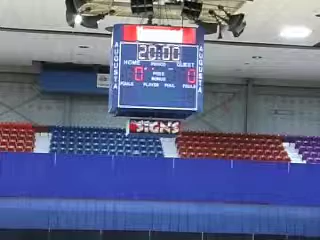 AUGUSTA
20:00
AUGUSTA
HOME PERIOD GUEST
0 0
POSS
BONUS
FOULS PLAYER FOUL FOULS
SIGNS